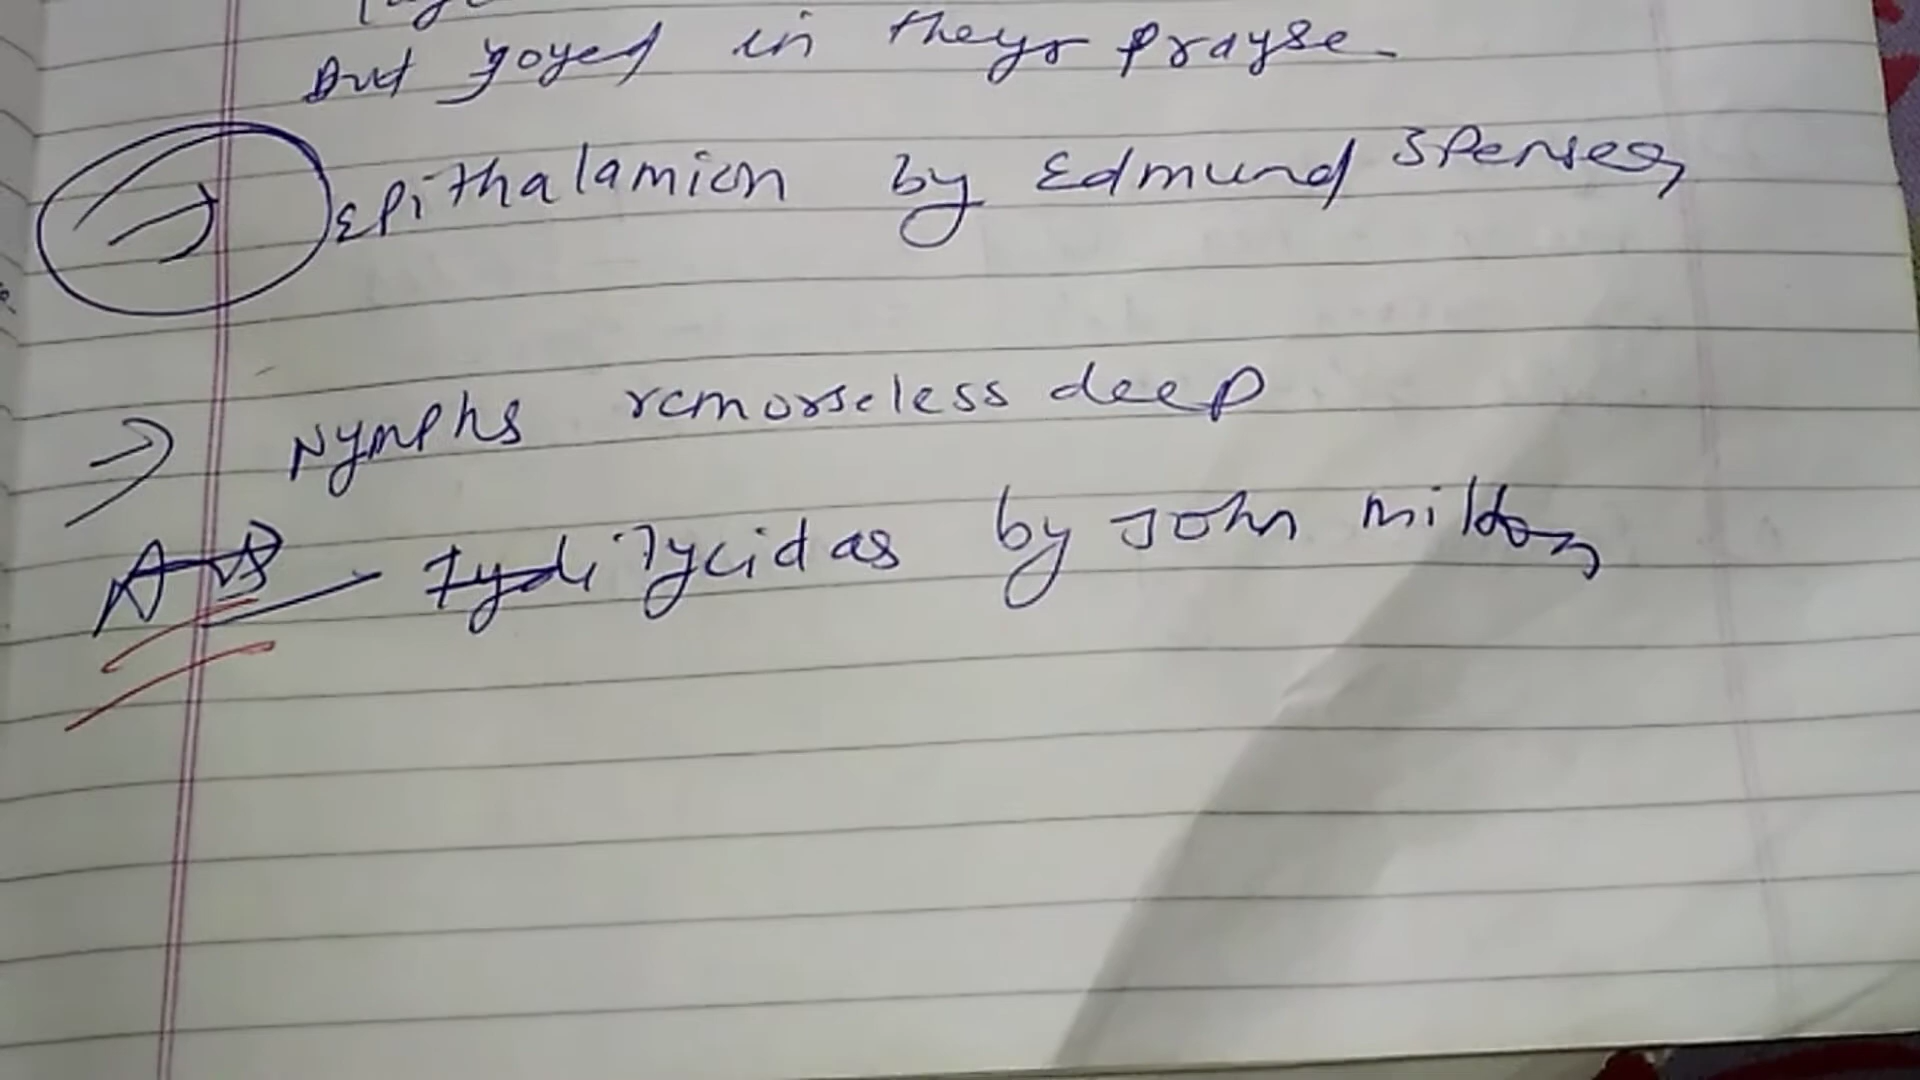 But joyed in theyr prayse
⇒ Epithalamion by Edmund Spenser
⇒ Nymphs remorseless deep
lycidas by John milton